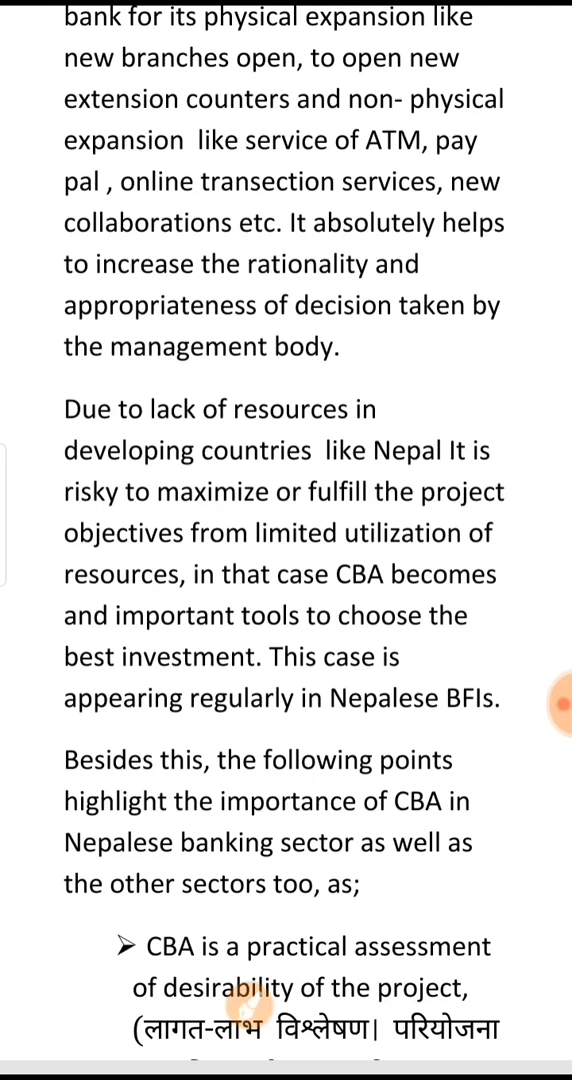 bank for its physical expansion like
new branches open, to open new
extension counters and non- physical
expansion like service of ATM, pay
pal , online transection services, new
collaborations etc. It absolutely helps
to increase the rationality and
appropriateness of decision taken by
the management body.
Due to lack of resources in
developing countries like Nepal It is
risky to maximize or fulfill the project
objectives from limited utilization of
resources, in that case CBA becomes
and important tools to choose the
best investment. This case is
appearing regularly in Nepalese BFIs.
Besides this, the following points
highlight the importance of CBA in
Nepalese banking sector as well as
the other sectors too, as;
➢ CBA is a practical assessment
of desirability of the project,
(लागत-लाभ विश्लेषण| परियोजना